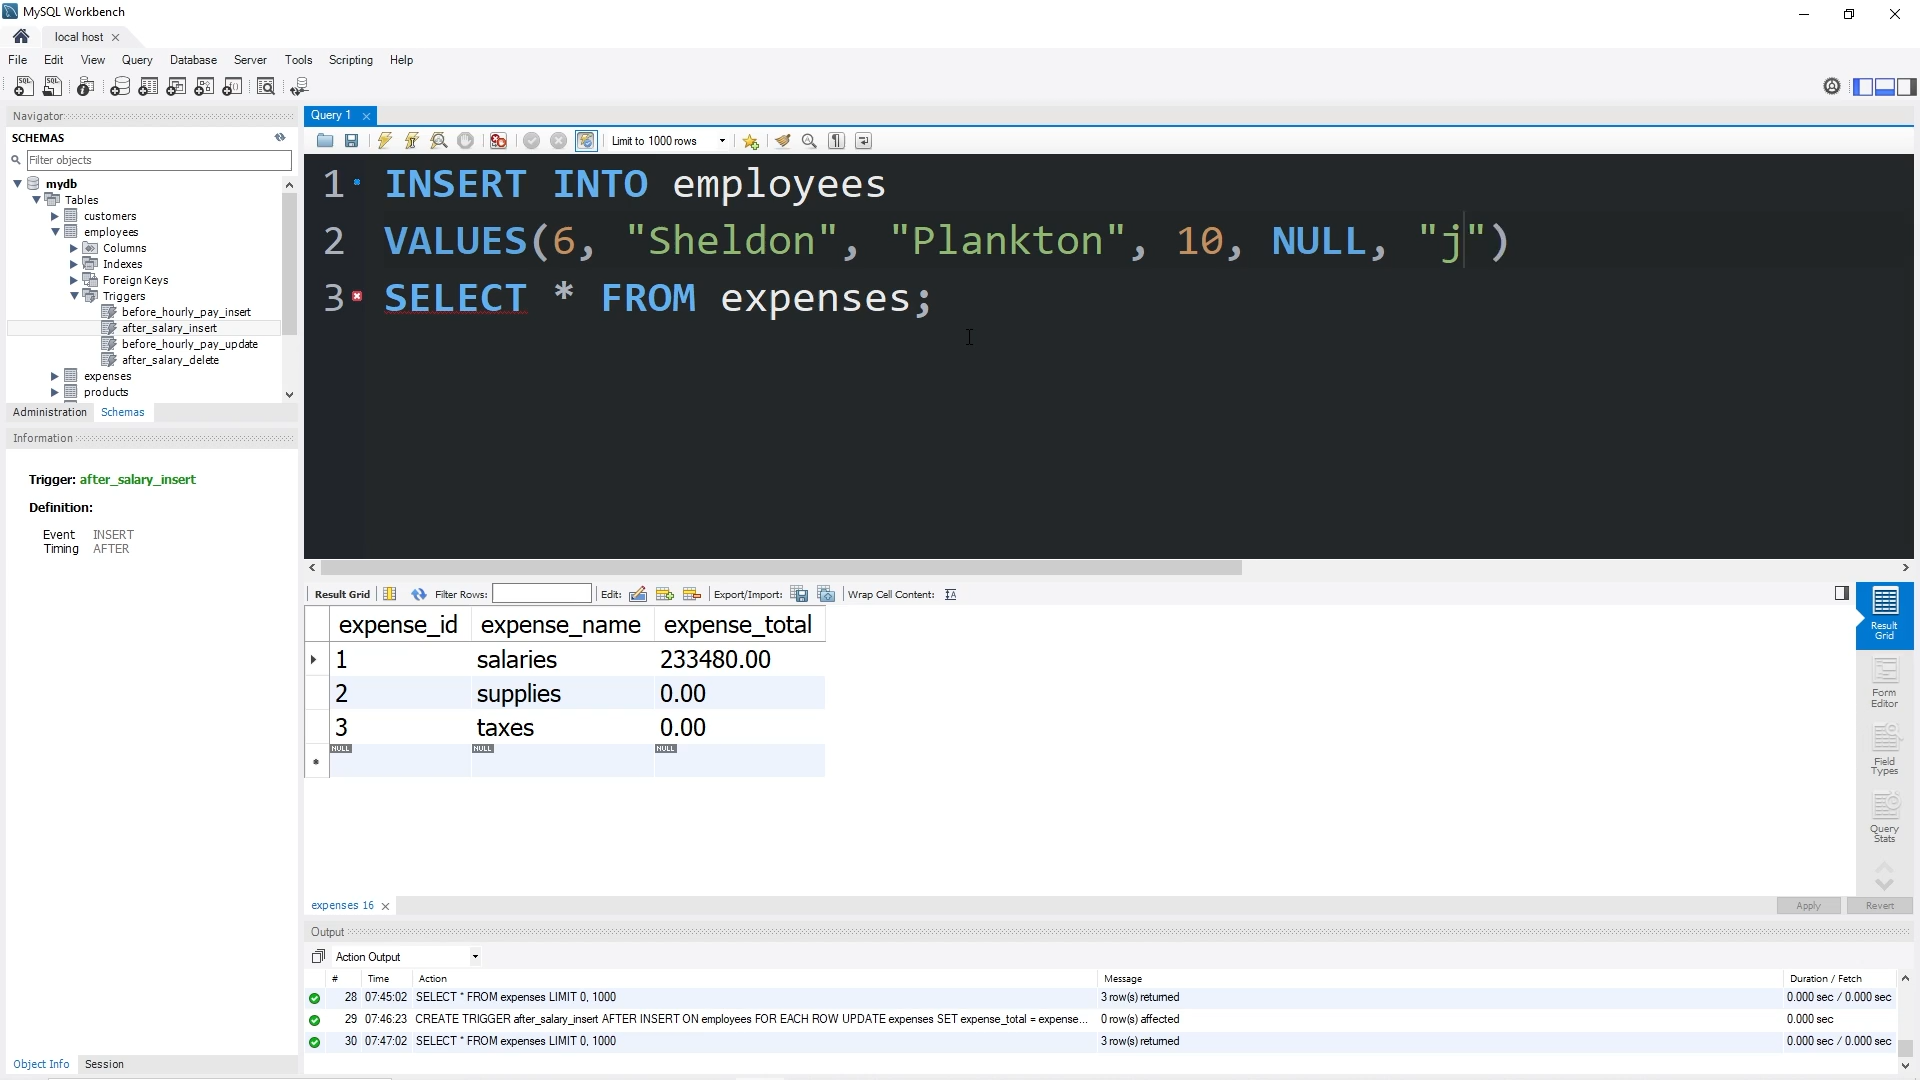 MySQL Workbench
local host
File Edit View Query Database Server Tools Scripting Help
Navigator
SCHEMAS
Filter objects
mydb
Tables
customers
employees
Columns
Indexes
Foreign Keys
Triggers
before_hourly_pay_insert
after_salary_insert
before_hourly_pay_update
after_salary_delete
expenses
products
Administration Schemas
Information
Trigger: after_salary_insert
Definition:
Event INSERT
Timing AFTER
Object Info Session
Query 1
Limit to 1000 rows
1 INSERT INTO employees
2 VALUES(6, "Sheldon", "Plankton", 10, NULL, "j")
3 SELECT * FROM expenses;
Result Grid Filter Rows: Edit: Export/Import: Wrap Cell Content:
expense_id expense_name expense_total
1 salaries 233480.00
2 supplies 0.00
3 taxes 0.00
NULL NULL NULL
Result
Grid
Form
Editor
Field
Types
Query
Stats
expenses 16
Apply Revert
Output
Action Output
# Time Action Message Duration / Fetch
28 07:45:02 SELECT * FROM expenses LIMIT 0, 1000 3 row(s) returned 0.000 sec / 0.000 sec
29 07:46:23 CREATE TRIGGER after_salary_insert AFTER INSERT ON employees FOR EACH ROW UPDATE expenses SET expense_total = expense... 0 row(s) affected 0.000 sec
30 07:47:02 SELECT * FROM expenses LIMIT 0, 1000 3 row(s) returned 0.000 sec / 0.000 sec